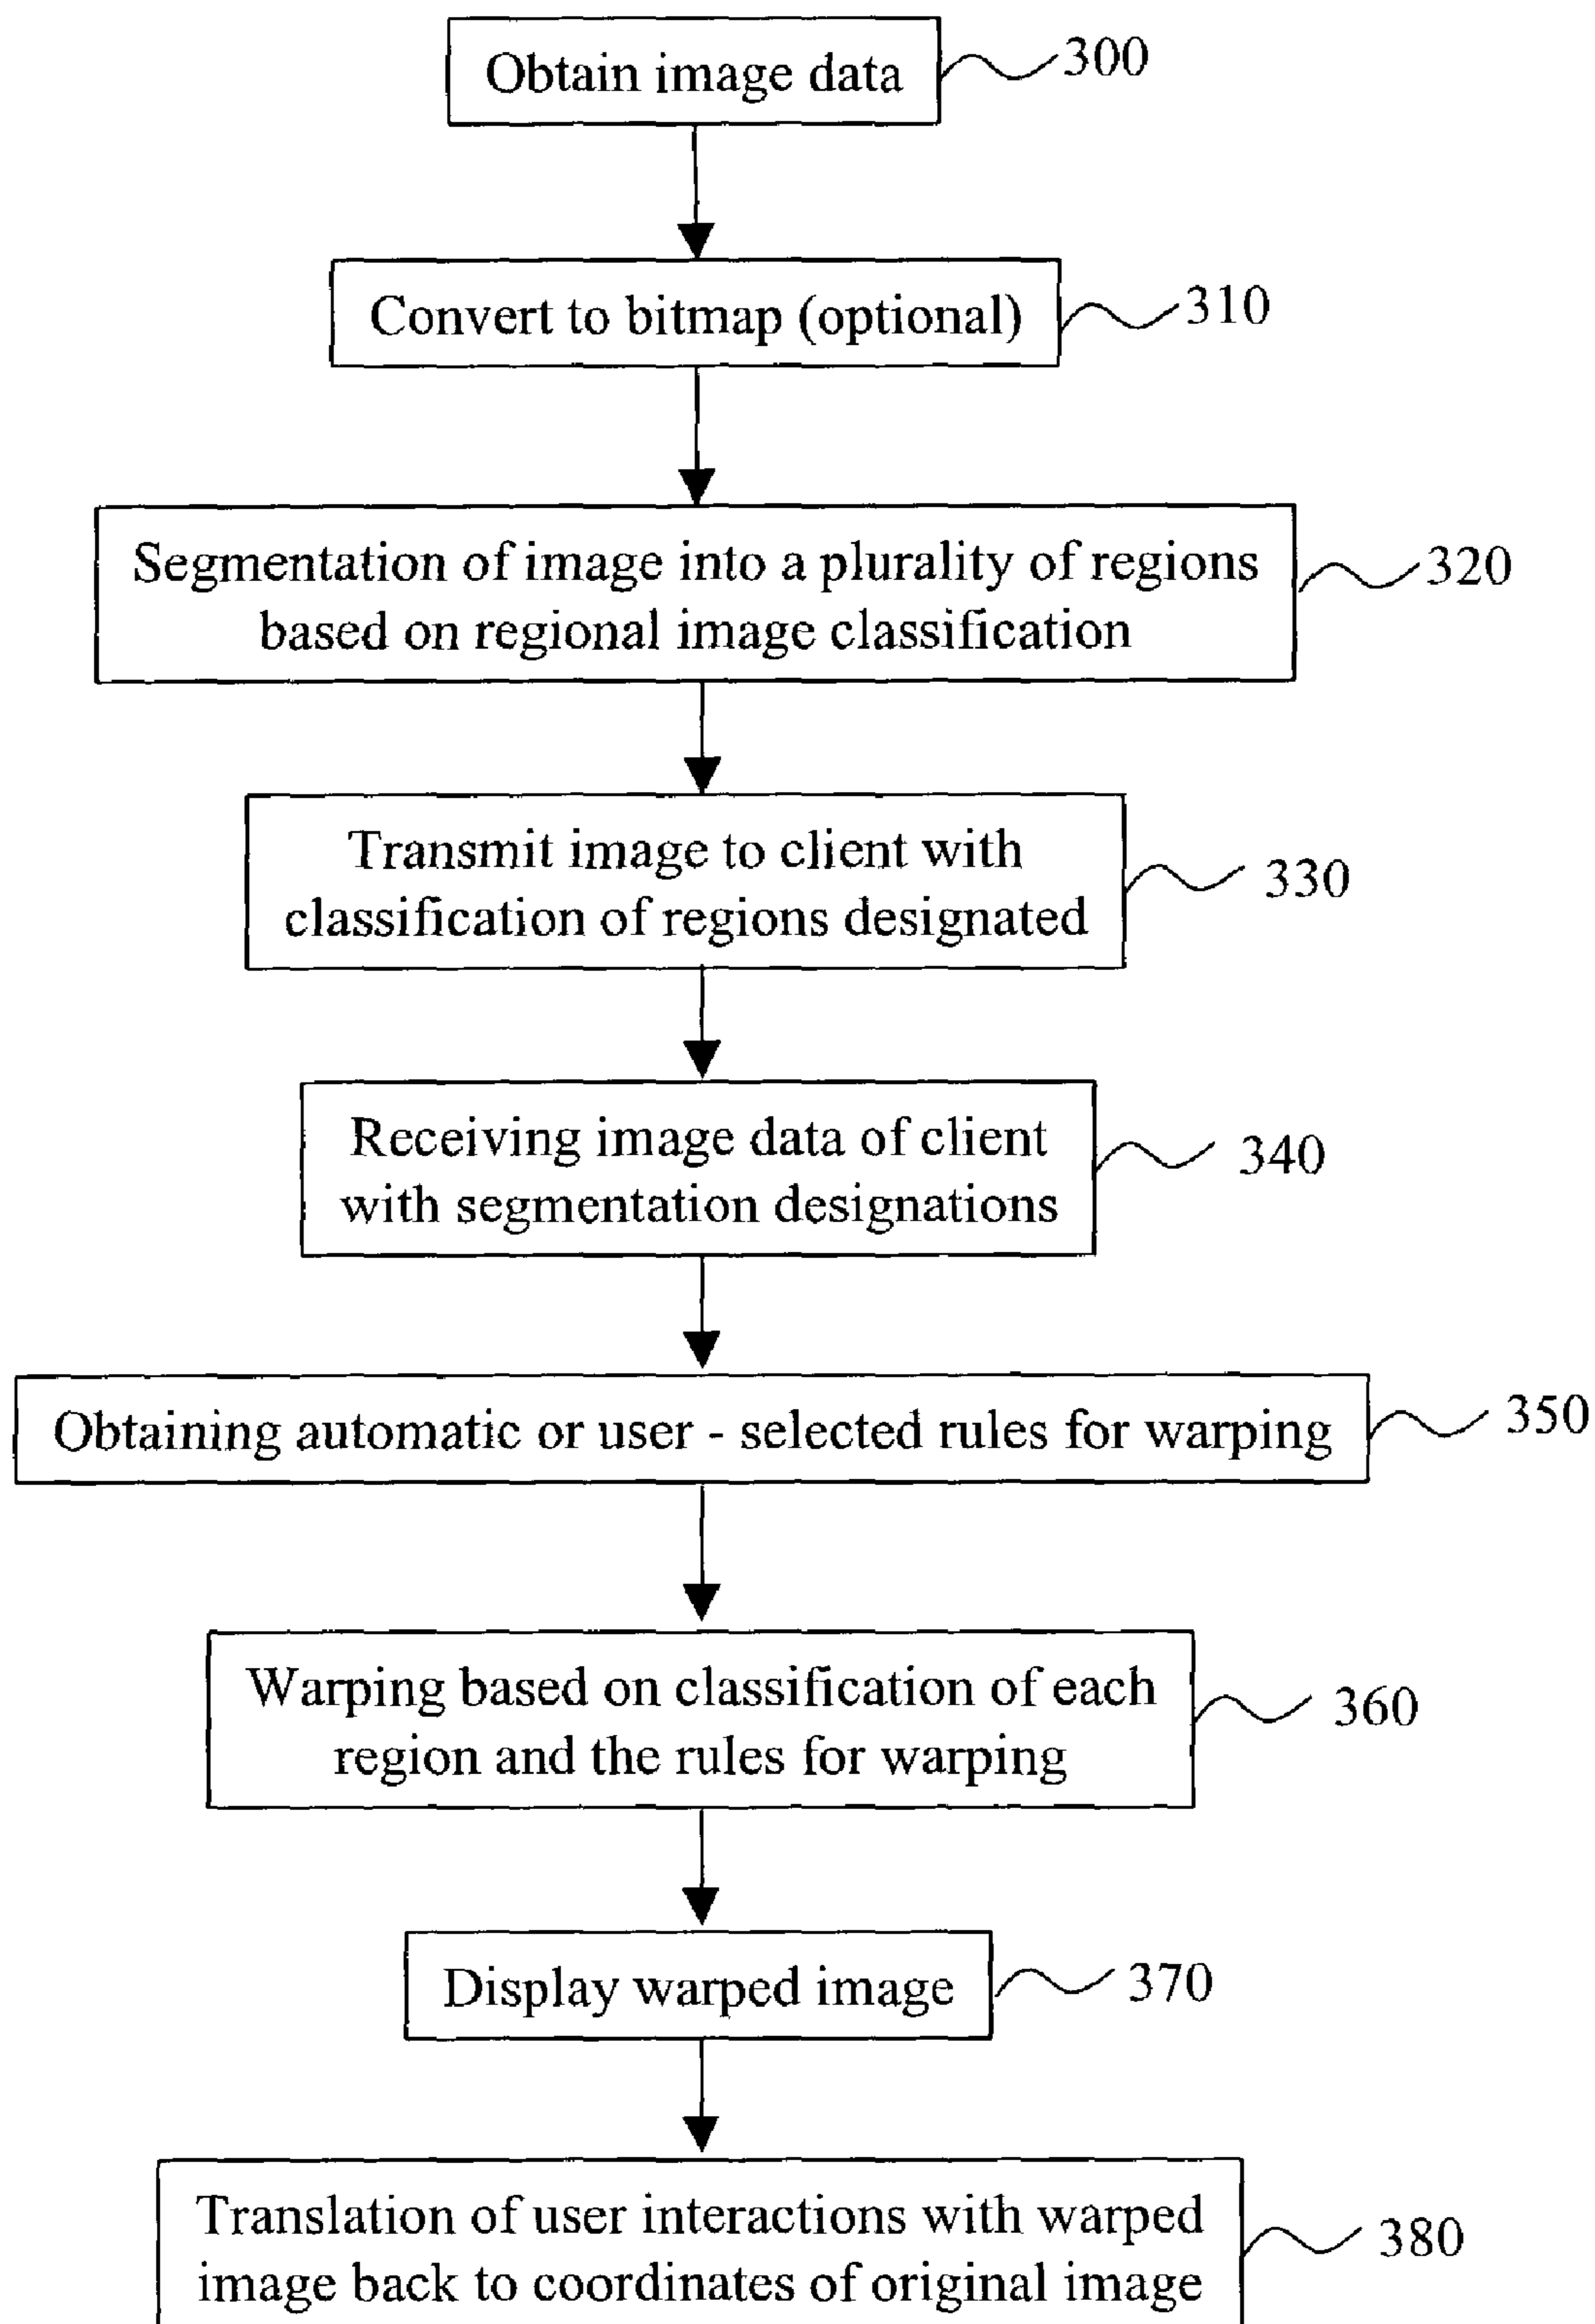 Obtain image data
300
Convert to bitmap (optional)
310
Segmentation of image into a plurality of regions
based on regional image classification
320
Transmit image to client with
classification of regions designated
330
Receiving image data of client
with segmentation designations
340
Obtaining automatic or user - selected rules for warping
350
Warping based on classification of each
region and the rules for warping
360
Display warped image
370
Translation of user interactions with warped
image back to coordinates of original image
380